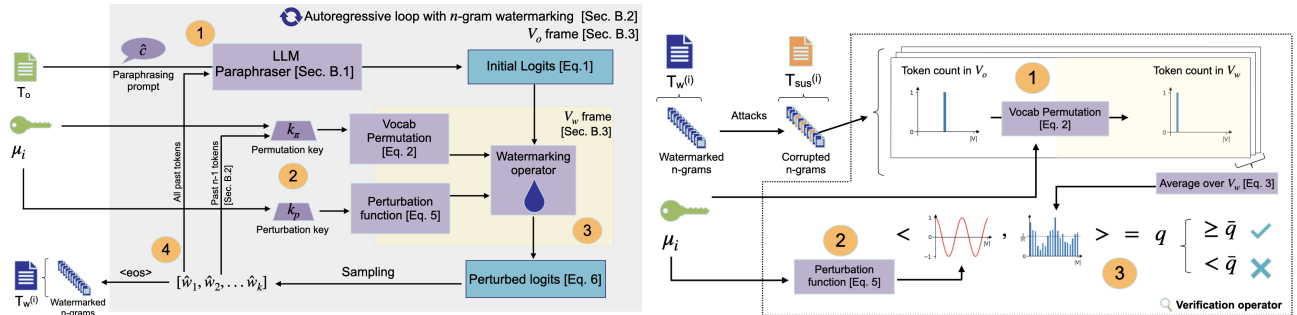 Autoregressive loop with n-gram watermarking [Sec. B.2]
V_o frame [Sec. B.3]
1
ĉ
Paraphrasing
prompt
T_o
LLM
Paraphraser [Sec. B.1]
Initial Logits [Eq.1]
V_w frame
[Sec. B.3]
μ_i
k_π
Permutation key
Vocab
Permutation
[Eq. 2]
Watermarking
operator
2
All past tokens
Past n-1 tokens
[Sec. B.2]
k_p
Perturbation key
Perturbation
function [Eq. 5]
3
4
T_w^(i)
Watermarked
n-grams
<eos>
[ŵ_1, ŵ_2, … ŵ_k]
Sampling
Perturbed logits [Eq. 6]
T_w^(i)
T_sus^(i)
Attacks
Watermarked
n-grams
Corrupted
n-grams
Token count in V_o
1
0
|V|
1
Vocab Permutation
[Eq. 2]
Token count in V_w
1
0
|V|
Average over V_w [Eq. 3]
μ_i
2
Perturbation
function [Eq. 5]
<
1
0
−1
|V|
,
1
|V|
0
|V|
> = q
≥ q̄
< q̄
3
Verification operator